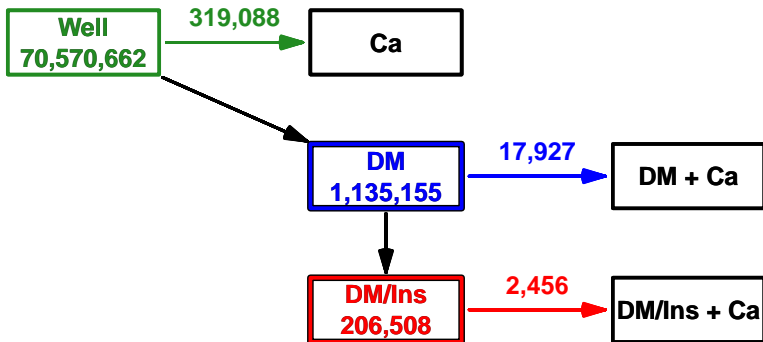 Well
70,570,662
319,088
Ca
DM
1,135,155
17,927
DM + Ca
DM/Ins
206,508
2,456
DM/Ins + Ca